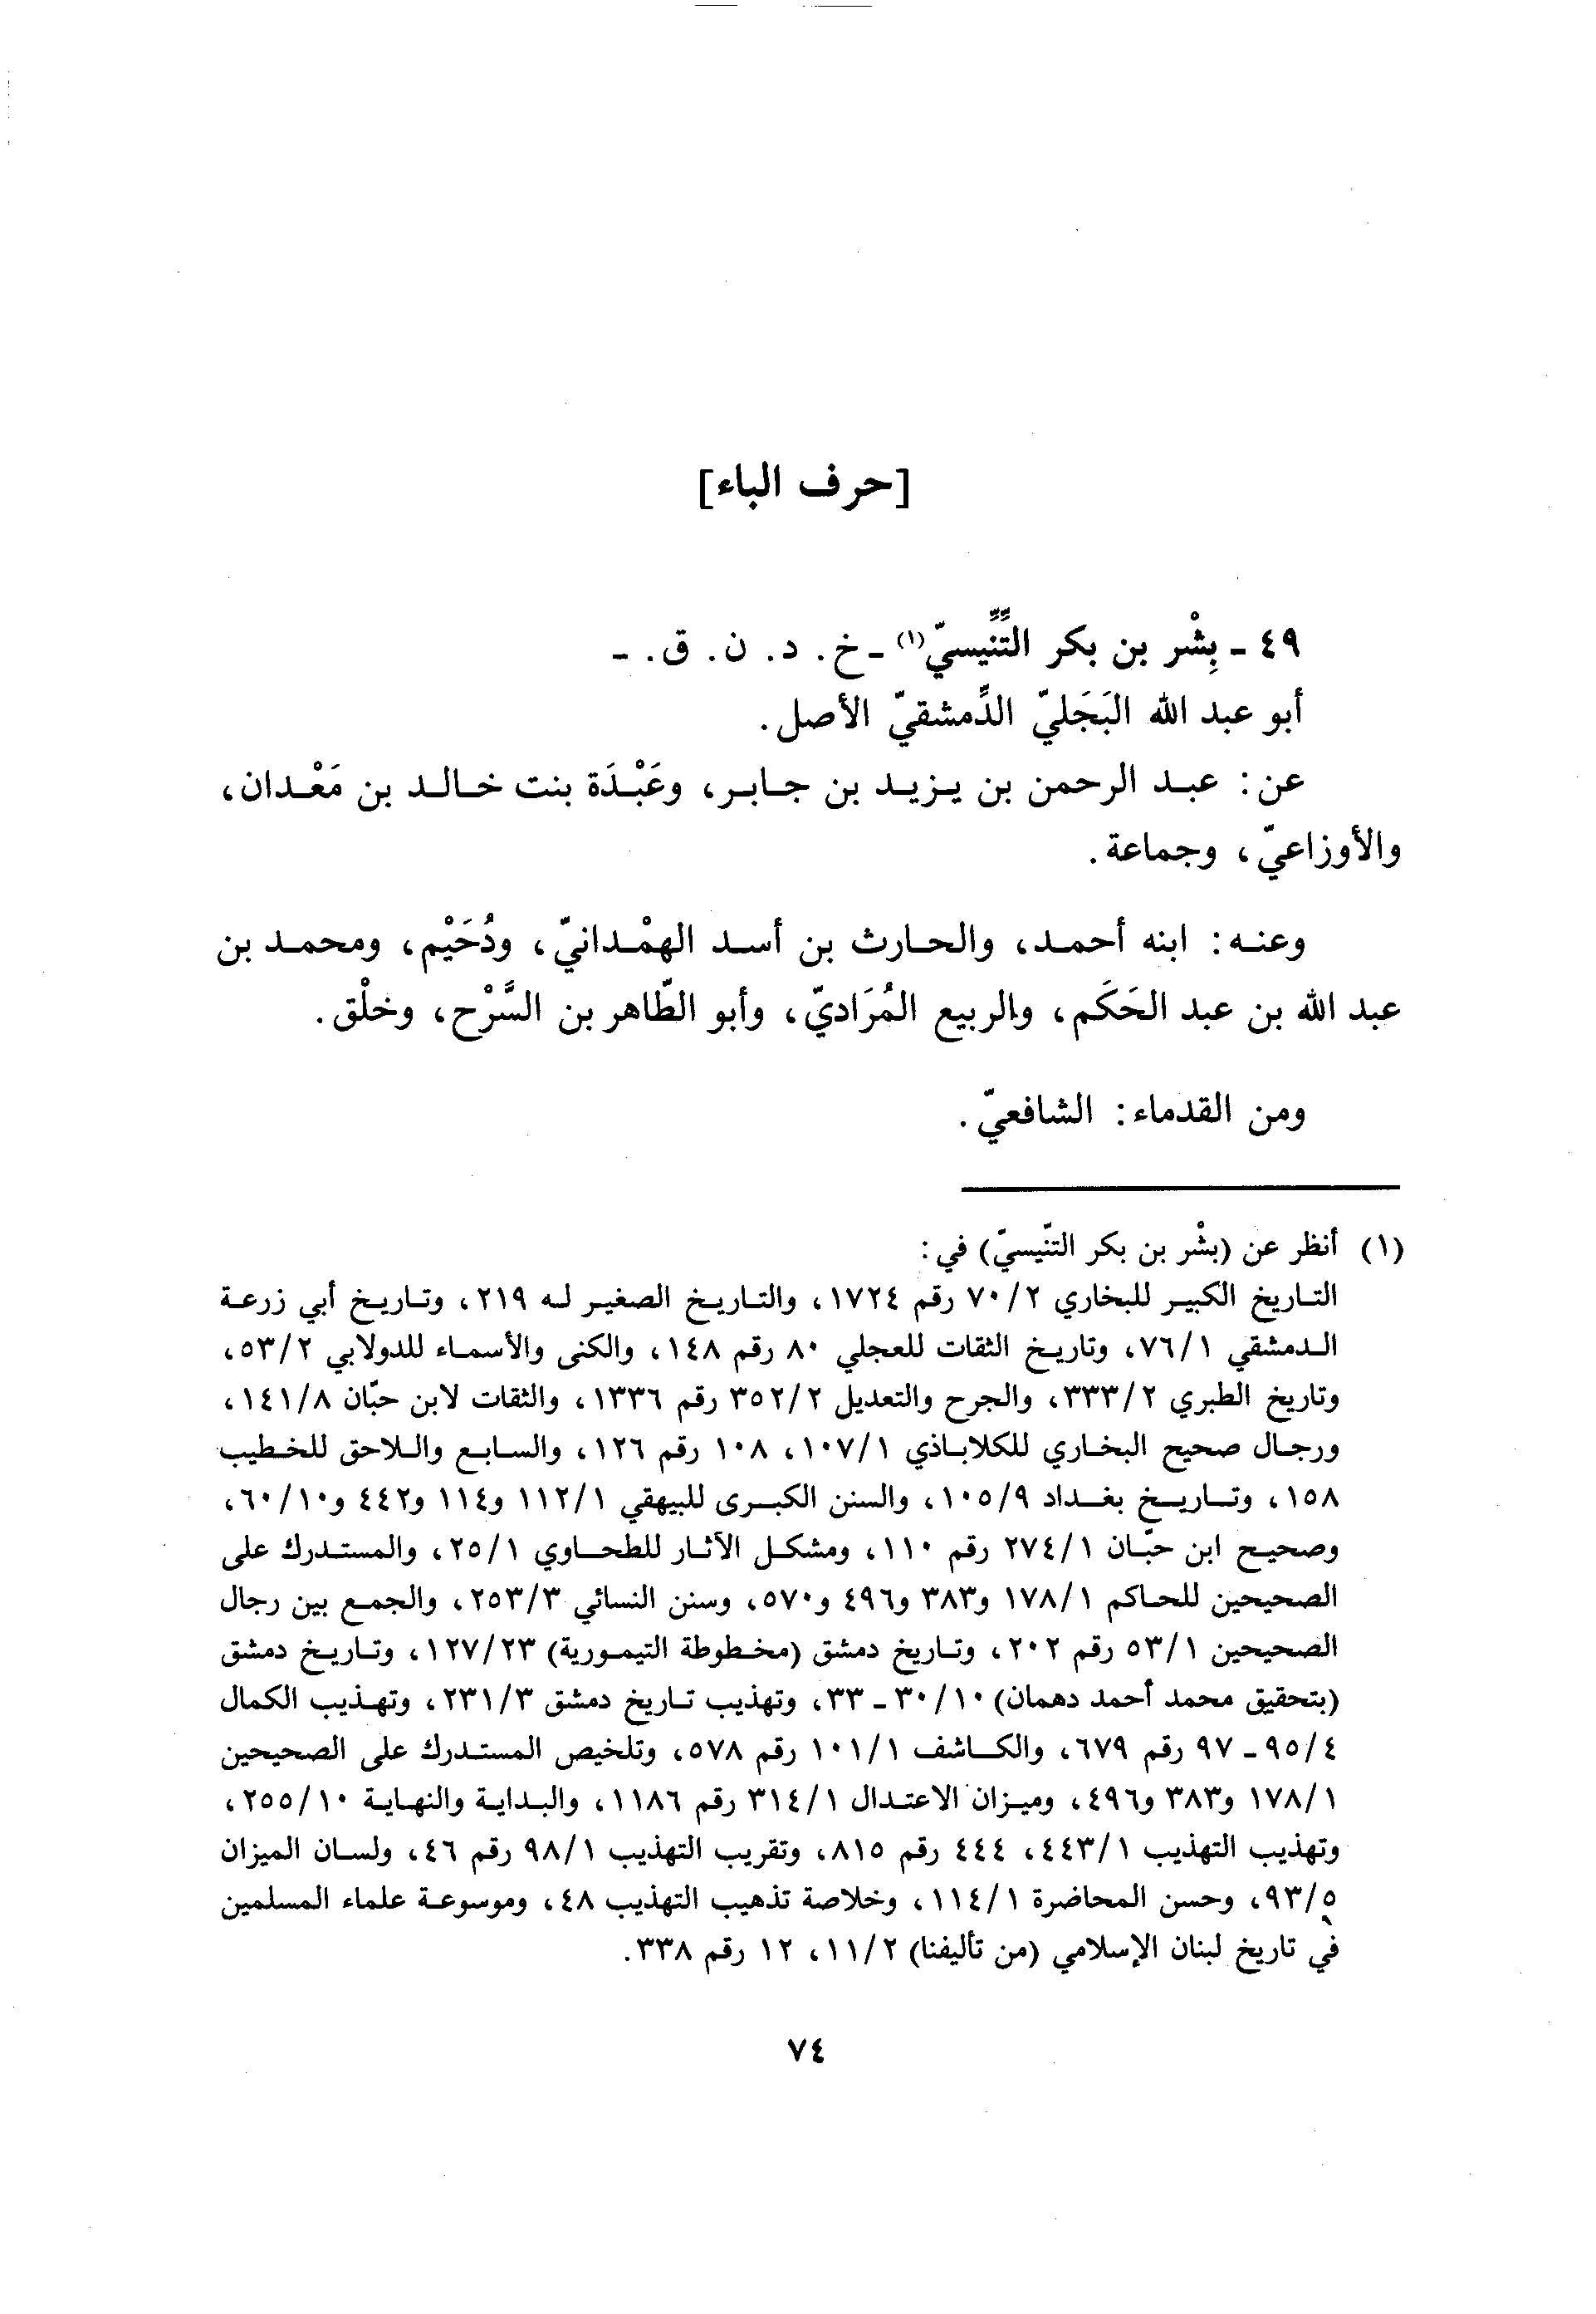 [حرف الباء]
٤٩ - بِشْر بن بكر التِّنِّيسيّ(١) - خ. د. ن. ق. -
أبو عبد الله البَجَليّ الدِّمشقيّ الأصل.
عن: عبد الرحمن بن يزيد بن جابر، وعَبْدَة بنت خالد بن مَعْدان،
والأوزاعيّ، وجماعة.
وعنه: ابنه أحمد، والحارث بن أسد الهمْدانيّ، ودُحَيْم، ومحمد بن
عبد الله بن عبد الحَكَم، والربيع المُرَاديّ، وأبو الطّاهر بن السَّرْح، وخلْق.
ومن القدماء: الشافعيّ.
(١) أنظر عن (بشْر بن بكر التنّيسيّ) في:
التاريخ الكبير للبخاري ٢/ ٧٠ رقم ١٧٢٤، والتاريخ الصغير له ٢١٩، وتاريخ أبي زرعة
الدمشقي ١/ ٧٦، وتاريخ الثقات للعجلي ٨٠ رقم ١٤٨، والكنى والأسماء للدولابي ٢/ ٥٣،
وتاريخ الطبري ٢/ ٣٣٣، والجرح والتعديل ٢/ ٣٥٢ رقم ١٣٣٦، والثقات لابن حبّان ٨/ ١٤١،
ورجال صحيح البخاري للكلاباذي ١/ ١٠٧، ١٠٨ رقم ١٢٦، والسابع واللاحق للخطيب
١٥٨، وتاريخ بغداد ٩/ ١٠٥، والسنن الكبرى للبيهقي ١/ ١١٢ و١١٤ و٤٤٢ و١٠/ ٦٠،
وصحيح ابن حبّان ١/ ٢٧٤ رقم ١١٠، ومشكل الآثار للطحاوي ١/ ٢٥، والمستدرك على
الصحيحين للحاكم ١/ ١٧٨ و٣٨٣ و٤٩٦ و٥٧٠، وسنن النسائي ٣/ ٢٥٣، والجمع بين رجال
الصحيحين ١/ ٥٣ رقم ٢٠٢، وتاريخ دمشق (مخطوطة التيمورية) ٢٣/ ١٢٧، وتاريخ دمشق
(بتحقيق محمد أحمد دهمان) ١٠/ ٣٠ - ٣٣، وتهذيب تاريخ دمشق ٣/ ٢٣١، وتهذيب الكمال
٤/ ٩٥ - ٩٧ رقم ٦٧٩، والكاشف ١/ ١٠١ رقم ٥٧٨، وتلخيص المستدرك على الصحيحين
١/ ١٧٨ و٣٨٣ و٤٩٦، وميزان الاعتدال ١/ ٣١٤ رقم ١١٨٦، والبداية والنهاية ١٠/ ٢٥٥،
وتهذيب التهذيب ١/ ٤٤٣، ٤٤٤ رقم ٨١٥، وتقريب التهذيب ١/ ٩٨ رقم ٤٦، ولسان الميزان
٥/ ٩٣، وحسن المحاضرة ١/ ١١٤، وخلاصة تذهيب التهذيب ٤٨، وموسوعة علماء المسلمين
في تاريخ لبنان الإسلامي (من تأليفنا) ٢/ ١١، ١٢ رقم ٣٣٨.
٧٤